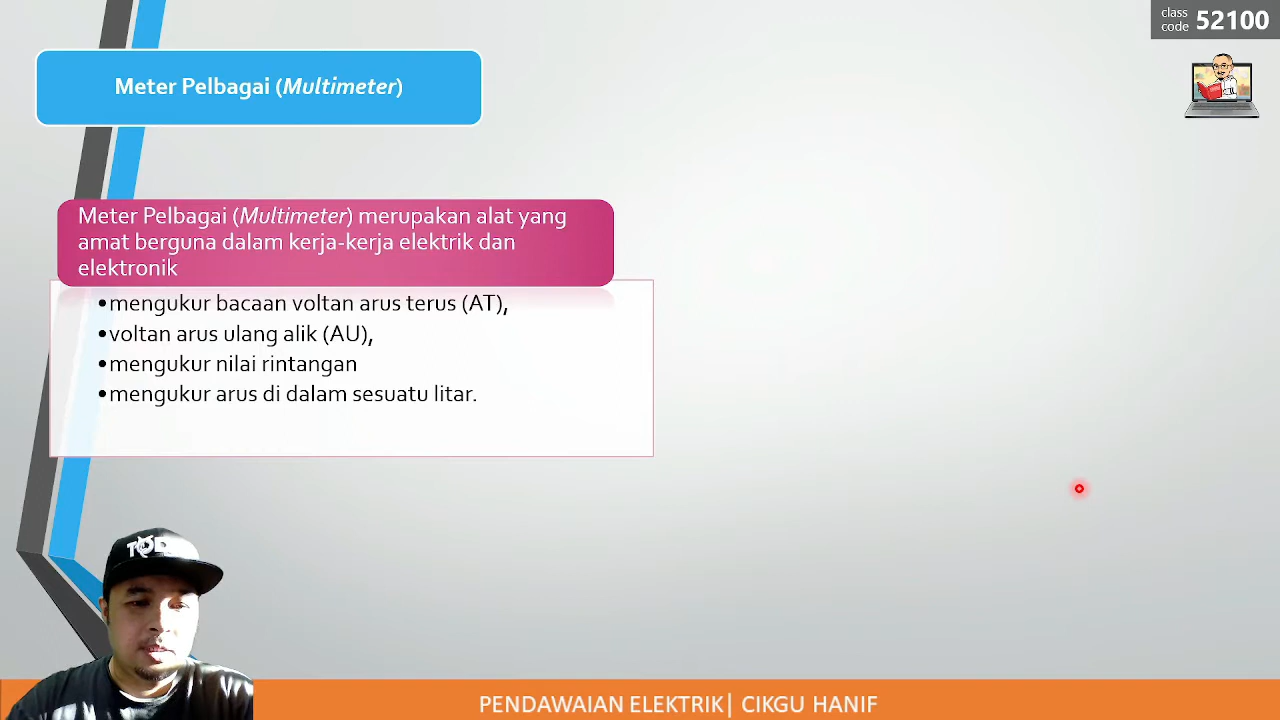 class
code 52100
Meter Pelbagai (Multimeter)
Meter Pelbagai (Multimeter) merupakan alat yang
amat berguna dalam kerja-kerja elektrik dan
elektronik
•mengukur bacaan voltan arus terus (AT),
•voltan arus ulang alik (AU),
•mengukur nilai rintangan
•mengukur arus di dalam sesuatu litar.
PENDAWAIAN ELEKTRIK| CIKGU HANIF